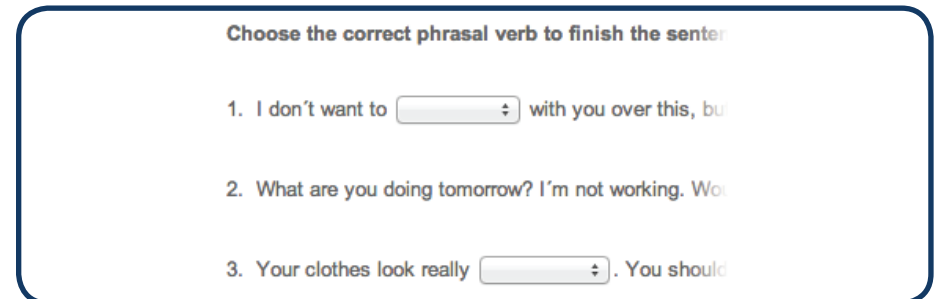 Choose the correct phrasal verb to finish the senten
1. I don´t want to with you over this, bu
2. What are you doing tomorrow? I´m not working. Wo
3. Your clothes look really . You should